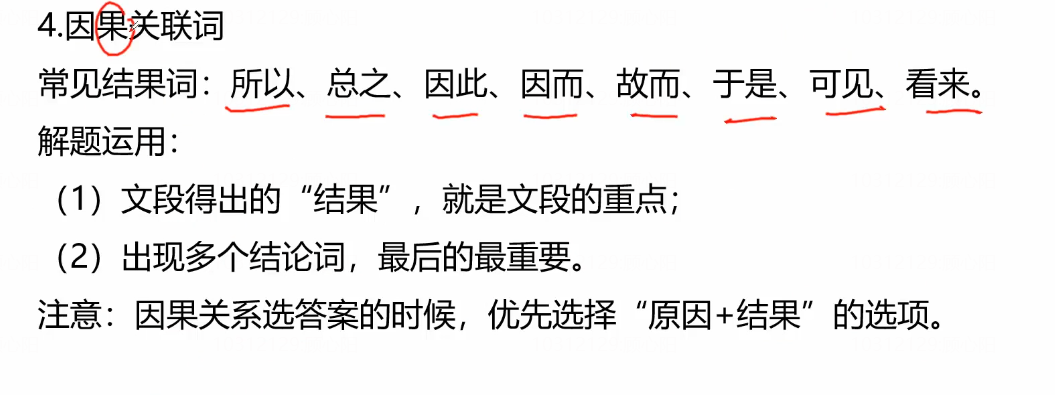 4.因果关联词
常见结果词：所以、总之、因此、因而、故而、于是、可见、看来。
解题运用：
（1）文段得出的“结果”，就是文段的重点；
（2）出现多个结论词，最后的最重要。
注意：因果关系选答案的时候，优先选择“原因+结果”的选项。